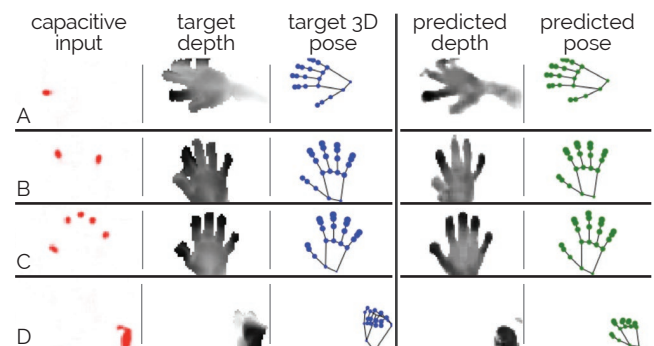 capacitive input
target depth
target 3D pose
predicted depth
predicted pose
A
B
C
D